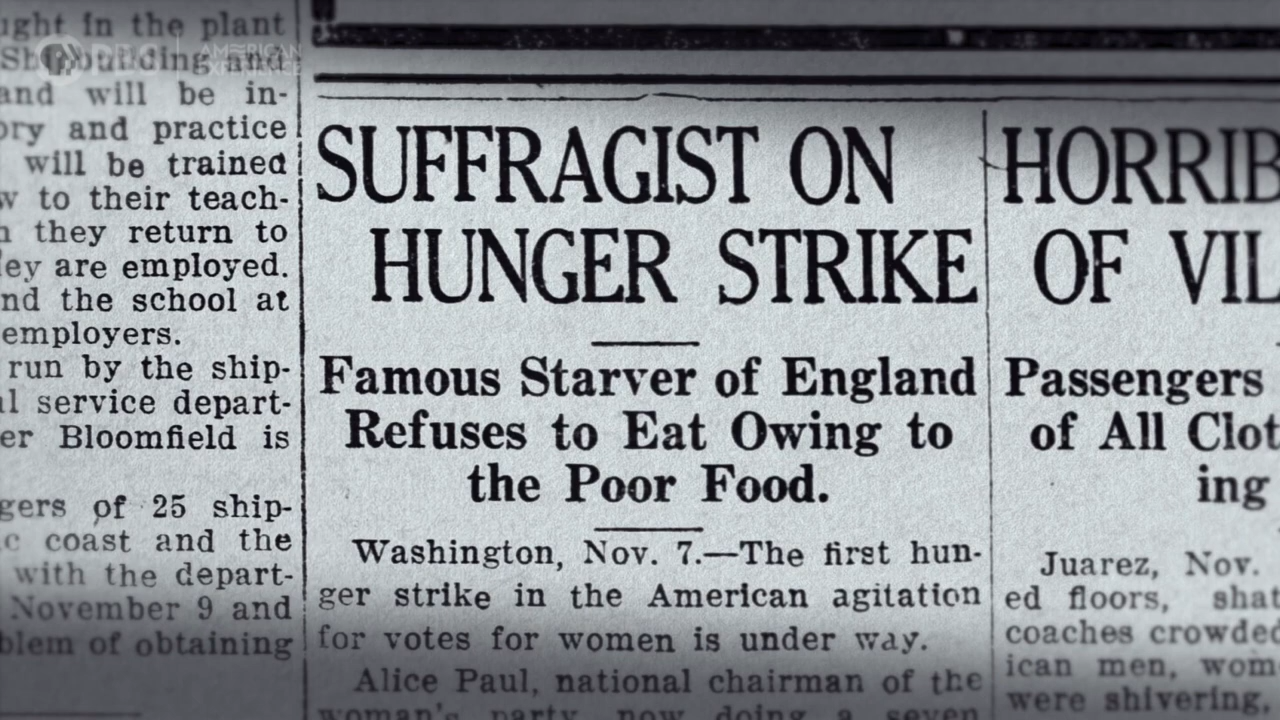 PBS | AMERICAN EXPERIENCE
ught in the plant
Shipbuilding and
and will be in-
ory and practice
will be trained
w to their teach-
n they return to
ey are employed.
nd the school at
employers.
run by the ship-
al service depart-
er Bloomfield is
gers of 25 ship-
c coast and the
with the depart-
November 9 and
blem of obtaining
SUFFRAGIST ON
HUNGER STRIKE
Famous Starver of England
Refuses to Eat Owing to
the Poor Food.
Washington, Nov. 7.—The first hun-
ger strike in the American agitation
for votes for women is under way.
Alice Paul, national chairman of the
woman's party, now doing a seven
HORRIB
OF VIL
Passengers
of All Clot
ing
Juarez, Nov.
ed floors, shat
coaches crowded
ican men, wom
were shivering,